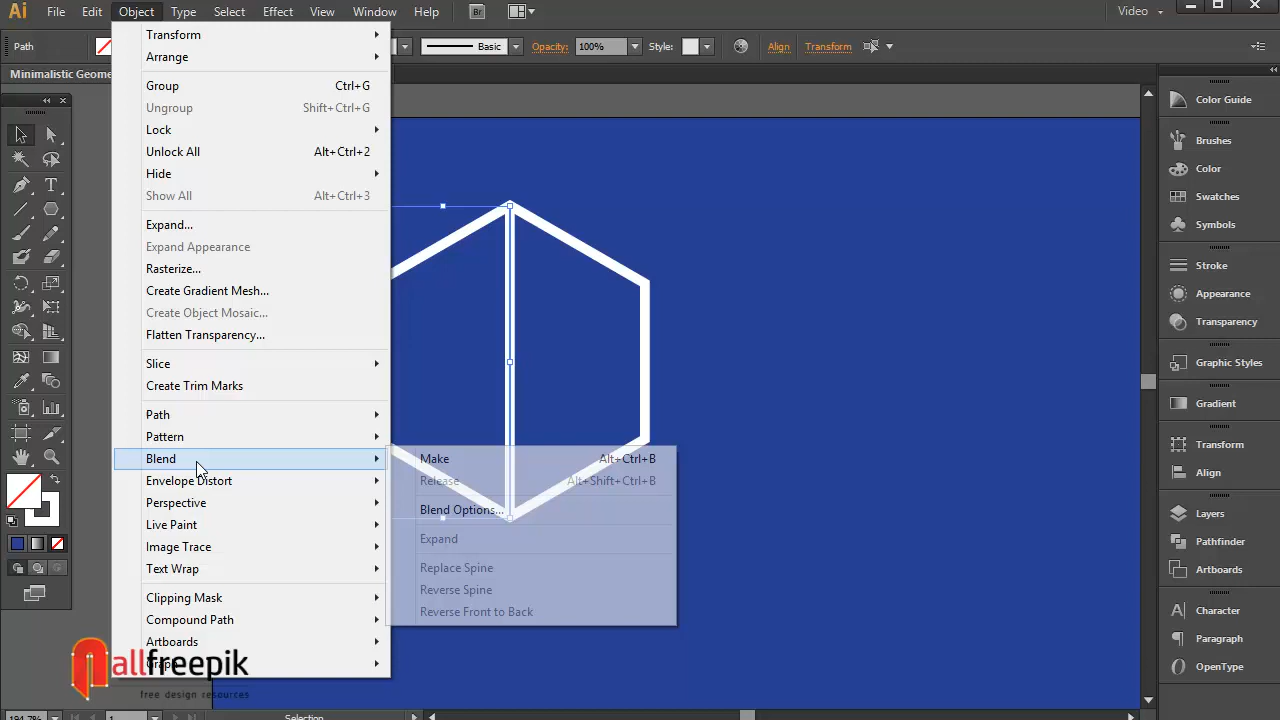 Ai File Edit Object Type Select Effect View Window Help Br Video
Path Basic Opacity: 100% Style: Align Transform
Minimalistic Geome
Transform
Arrange
Group Ctrl+G
Ungroup Shift+Ctrl+G
Lock
Unlock All Alt+Ctrl+2
Hide
Show All Alt+Ctrl+3
Expand...
Expand Appearance
Rasterize...
Create Gradient Mesh...
Create Object Mosaic...
Flatten Transparency...
Slice
Create Trim Marks
Path
Pattern
Blend
Envelope Distort
Perspective
Live Paint
Image Trace
Text Wrap
Clipping Mask
Compound Path
Artboards
Make Alt+Ctrl+B
Release Alt+Shift+Ctrl+B
Blend Options...
Expand
Replace Spine
Reverse Spine
Reverse Front to Back
Color Guide
Brushes
Color
Swatches
Symbols
Stroke
Appearance
Transparency
Graphic Styles
Gradient
Transform
Align
Layers
Pathfinder
Artboards
Character
Paragraph
OpenType
allfreepik
free design resources
194.7% 1 Selection